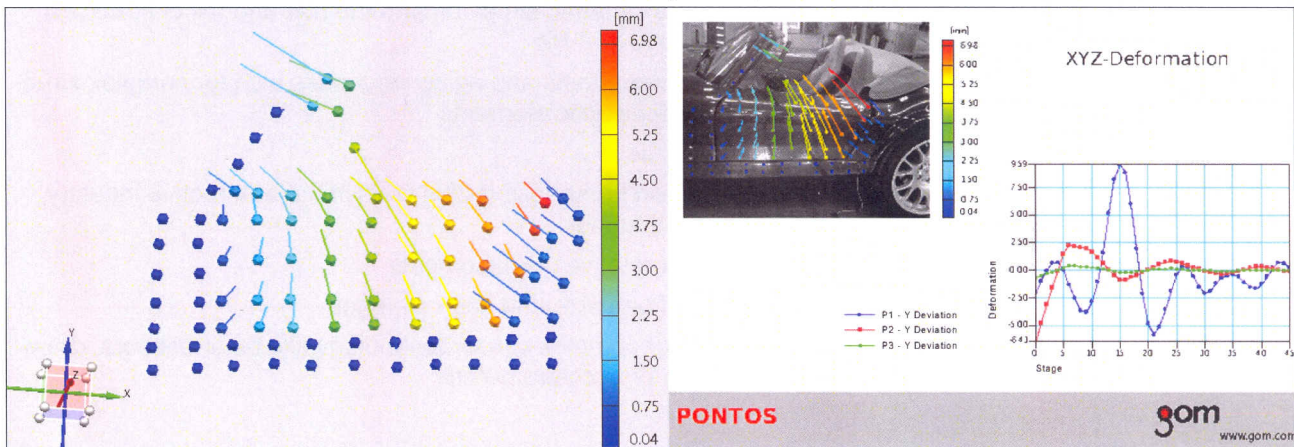 [mm]
6.98
6.00
5.25
4.50
3.75
3.00
2.25
1.50
0.75
0.04
Y
Z
X
[mm]
6.98
6.00
5.25
4.50
3.75
3.00
2.25
1.50
0.75
0.04
XYZ-Deformation
Deformation
9.59
7.50
5.00
2.50
0.00
-2.50
-5.00
-6.41
0 5 10 15 20 25 30 35 40 45
Stage
P1 - Y Deviation
P2 - Y Deviation
P3 - Y Deviation
PONTOS
gom
www.gom.com